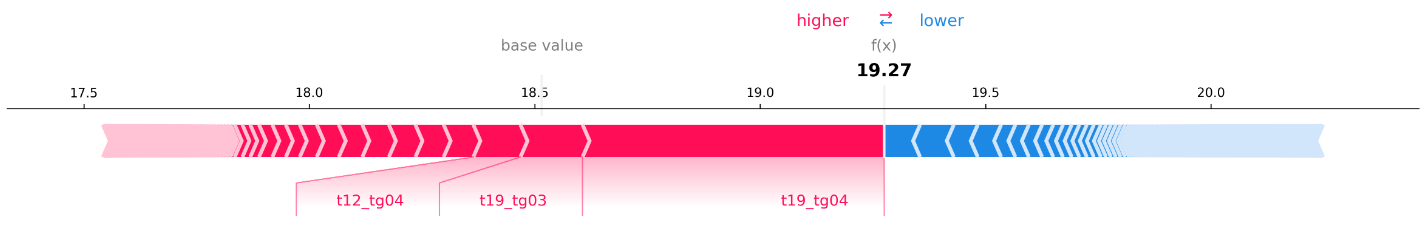 higher ⇄ lower
base value f(x)
19.27
17.5 18.0 18.5 19.0 19.5 20.0
t12_tg04 t19_tg03 t19_tg04